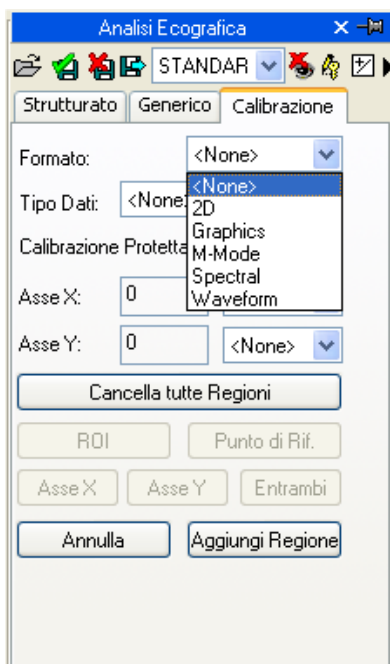 Analisi Ecografica
STANDAR
Strutturato Generico Calibrazione
Formato: <None>
<None>
2D
Graphics
M-Mode
Spectral
Waveform
Tipo Dati: <None
Calibrazione Protetta
Asse X: 0
Asse Y: 0 <None>
Cancella tutte Regioni
ROI Punto di Rif.
Asse X Asse Y Entrambi
Annulla Aggiungi Regione